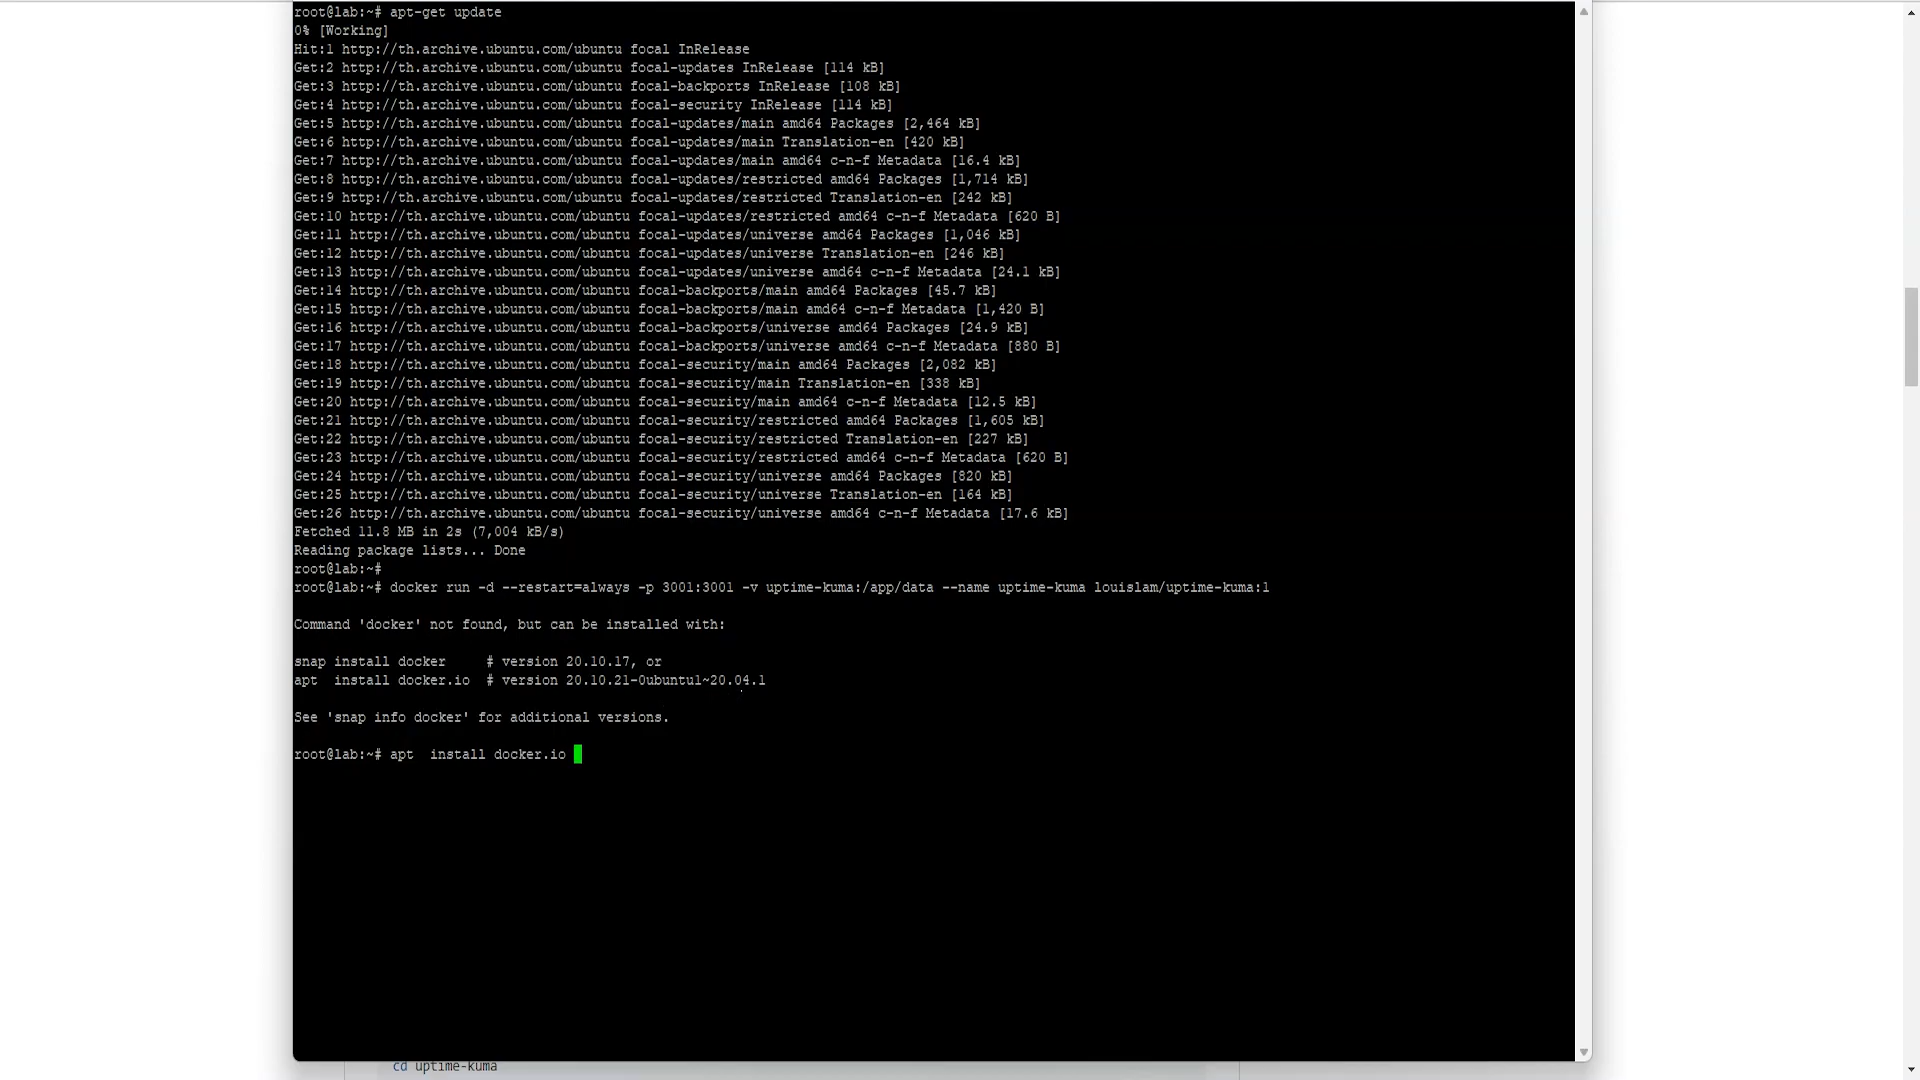 root@lab:~# apt-get update
0% [Working]
Hit:1 http://th.archive.ubuntu.com/ubuntu focal InRelease
Get:2 http://th.archive.ubuntu.com/ubuntu focal-updates InRelease [114 kB]
Get:3 http://th.archive.ubuntu.com/ubuntu focal-backports InRelease [108 kB]
Get:4 http://th.archive.ubuntu.com/ubuntu focal-security InRelease [114 kB]
Get:5 http://th.archive.ubuntu.com/ubuntu focal-updates/main amd64 Packages [2,464 kB]
Get:6 http://th.archive.ubuntu.com/ubuntu focal-updates/main Translation-en [420 kB]
Get:7 http://th.archive.ubuntu.com/ubuntu focal-updates/main amd64 c-n-f Metadata [16.4 kB]
Get:8 http://th.archive.ubuntu.com/ubuntu focal-updates/restricted amd64 Packages [1,714 kB]
Get:9 http://th.archive.ubuntu.com/ubuntu focal-updates/restricted Translation-en [242 kB]
Get:10 http://th.archive.ubuntu.com/ubuntu focal-updates/restricted amd64 c-n-f Metadata [620 B]
Get:11 http://th.archive.ubuntu.com/ubuntu focal-updates/universe amd64 Packages [1,046 kB]
Get:12 http://th.archive.ubuntu.com/ubuntu focal-updates/universe Translation-en [246 kB]
Get:13 http://th.archive.ubuntu.com/ubuntu focal-updates/universe amd64 c-n-f Metadata [24.1 kB]
Get:14 http://th.archive.ubuntu.com/ubuntu focal-backports/main amd64 Packages [45.7 kB]
Get:15 http://th.archive.ubuntu.com/ubuntu focal-backports/main amd64 c-n-f Metadata [1,420 B]
Get:16 http://th.archive.ubuntu.com/ubuntu focal-backports/universe amd64 Packages [24.9 kB]
Get:17 http://th.archive.ubuntu.com/ubuntu focal-backports/universe amd64 c-n-f Metadata [880 B]
Get:18 http://th.archive.ubuntu.com/ubuntu focal-security/main amd64 Packages [2,082 kB]
Get:19 http://th.archive.ubuntu.com/ubuntu focal-security/main Translation-en [338 kB]
Get:20 http://th.archive.ubuntu.com/ubuntu focal-security/main amd64 c-n-f Metadata [12.5 kB]
Get:21 http://th.archive.ubuntu.com/ubuntu focal-security/restricted amd64 Packages [1,605 kB]
Get:22 http://th.archive.ubuntu.com/ubuntu focal-security/restricted Translation-en [227 kB]
Get:23 http://th.archive.ubuntu.com/ubuntu focal-security/restricted amd64 c-n-f Metadata [620 B]
Get:24 http://th.archive.ubuntu.com/ubuntu focal-security/universe amd64 Packages [820 kB]
Get:25 http://th.archive.ubuntu.com/ubuntu focal-security/universe Translation-en [164 kB]
Get:26 http://th.archive.ubuntu.com/ubuntu focal-security/universe amd64 c-n-f Metadata [17.6 kB]
Fetched 11.8 MB in 2s (7,004 kB/s)
Reading package lists... Done
root@lab:~#
root@lab:~# docker run -d --restart=always -p 3001:3001 -v uptime-kuma:/app/data --name uptime-kuma louislam/uptime-kuma:1
Command 'docker' not found, but can be installed with:
snap install docker     # version 20.10.17, or
apt  install docker.io  # version 20.10.21-0ubuntu1~20.04.1
See 'snap info docker' for additional versions.
root@lab:~# apt  install docker.io
cd uptime-kuma